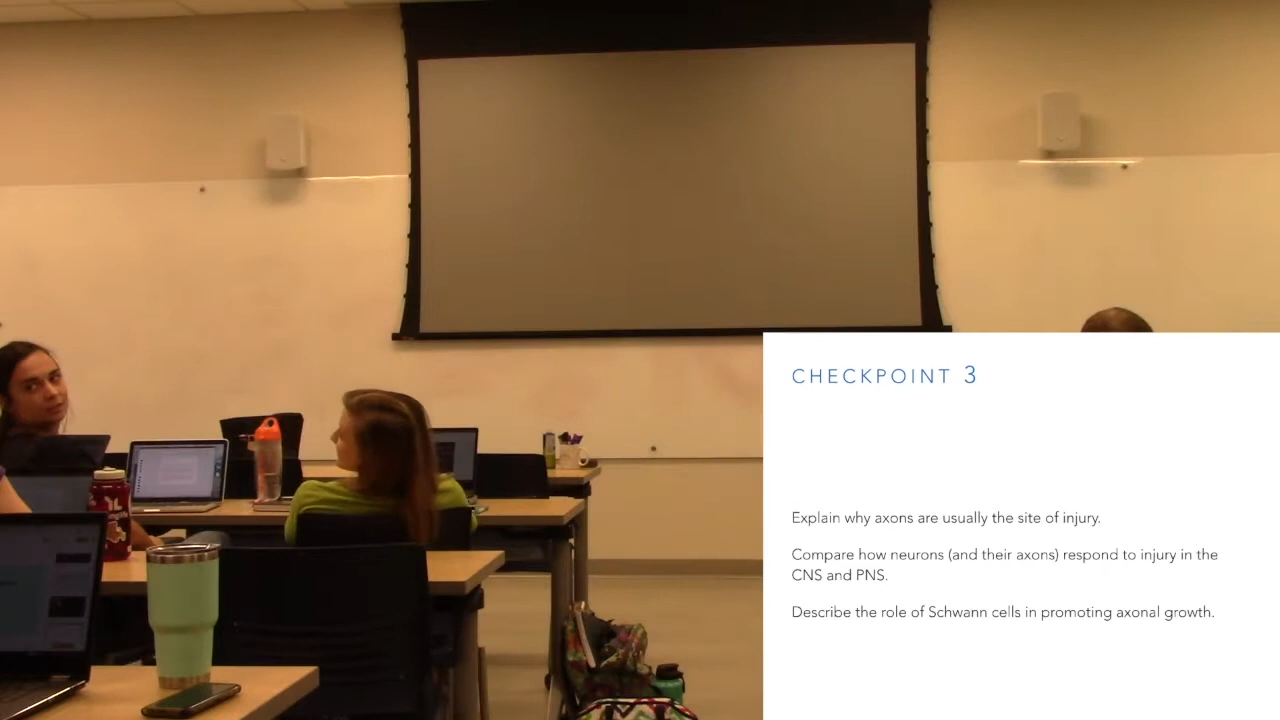 CHECKPOINT 3
Explain why axons are usually the site of injury.
Compare how neurons (and their axons) respond to injury in the
CNS and PNS.
Describe the role of Schwann cells in promoting axonal growth.